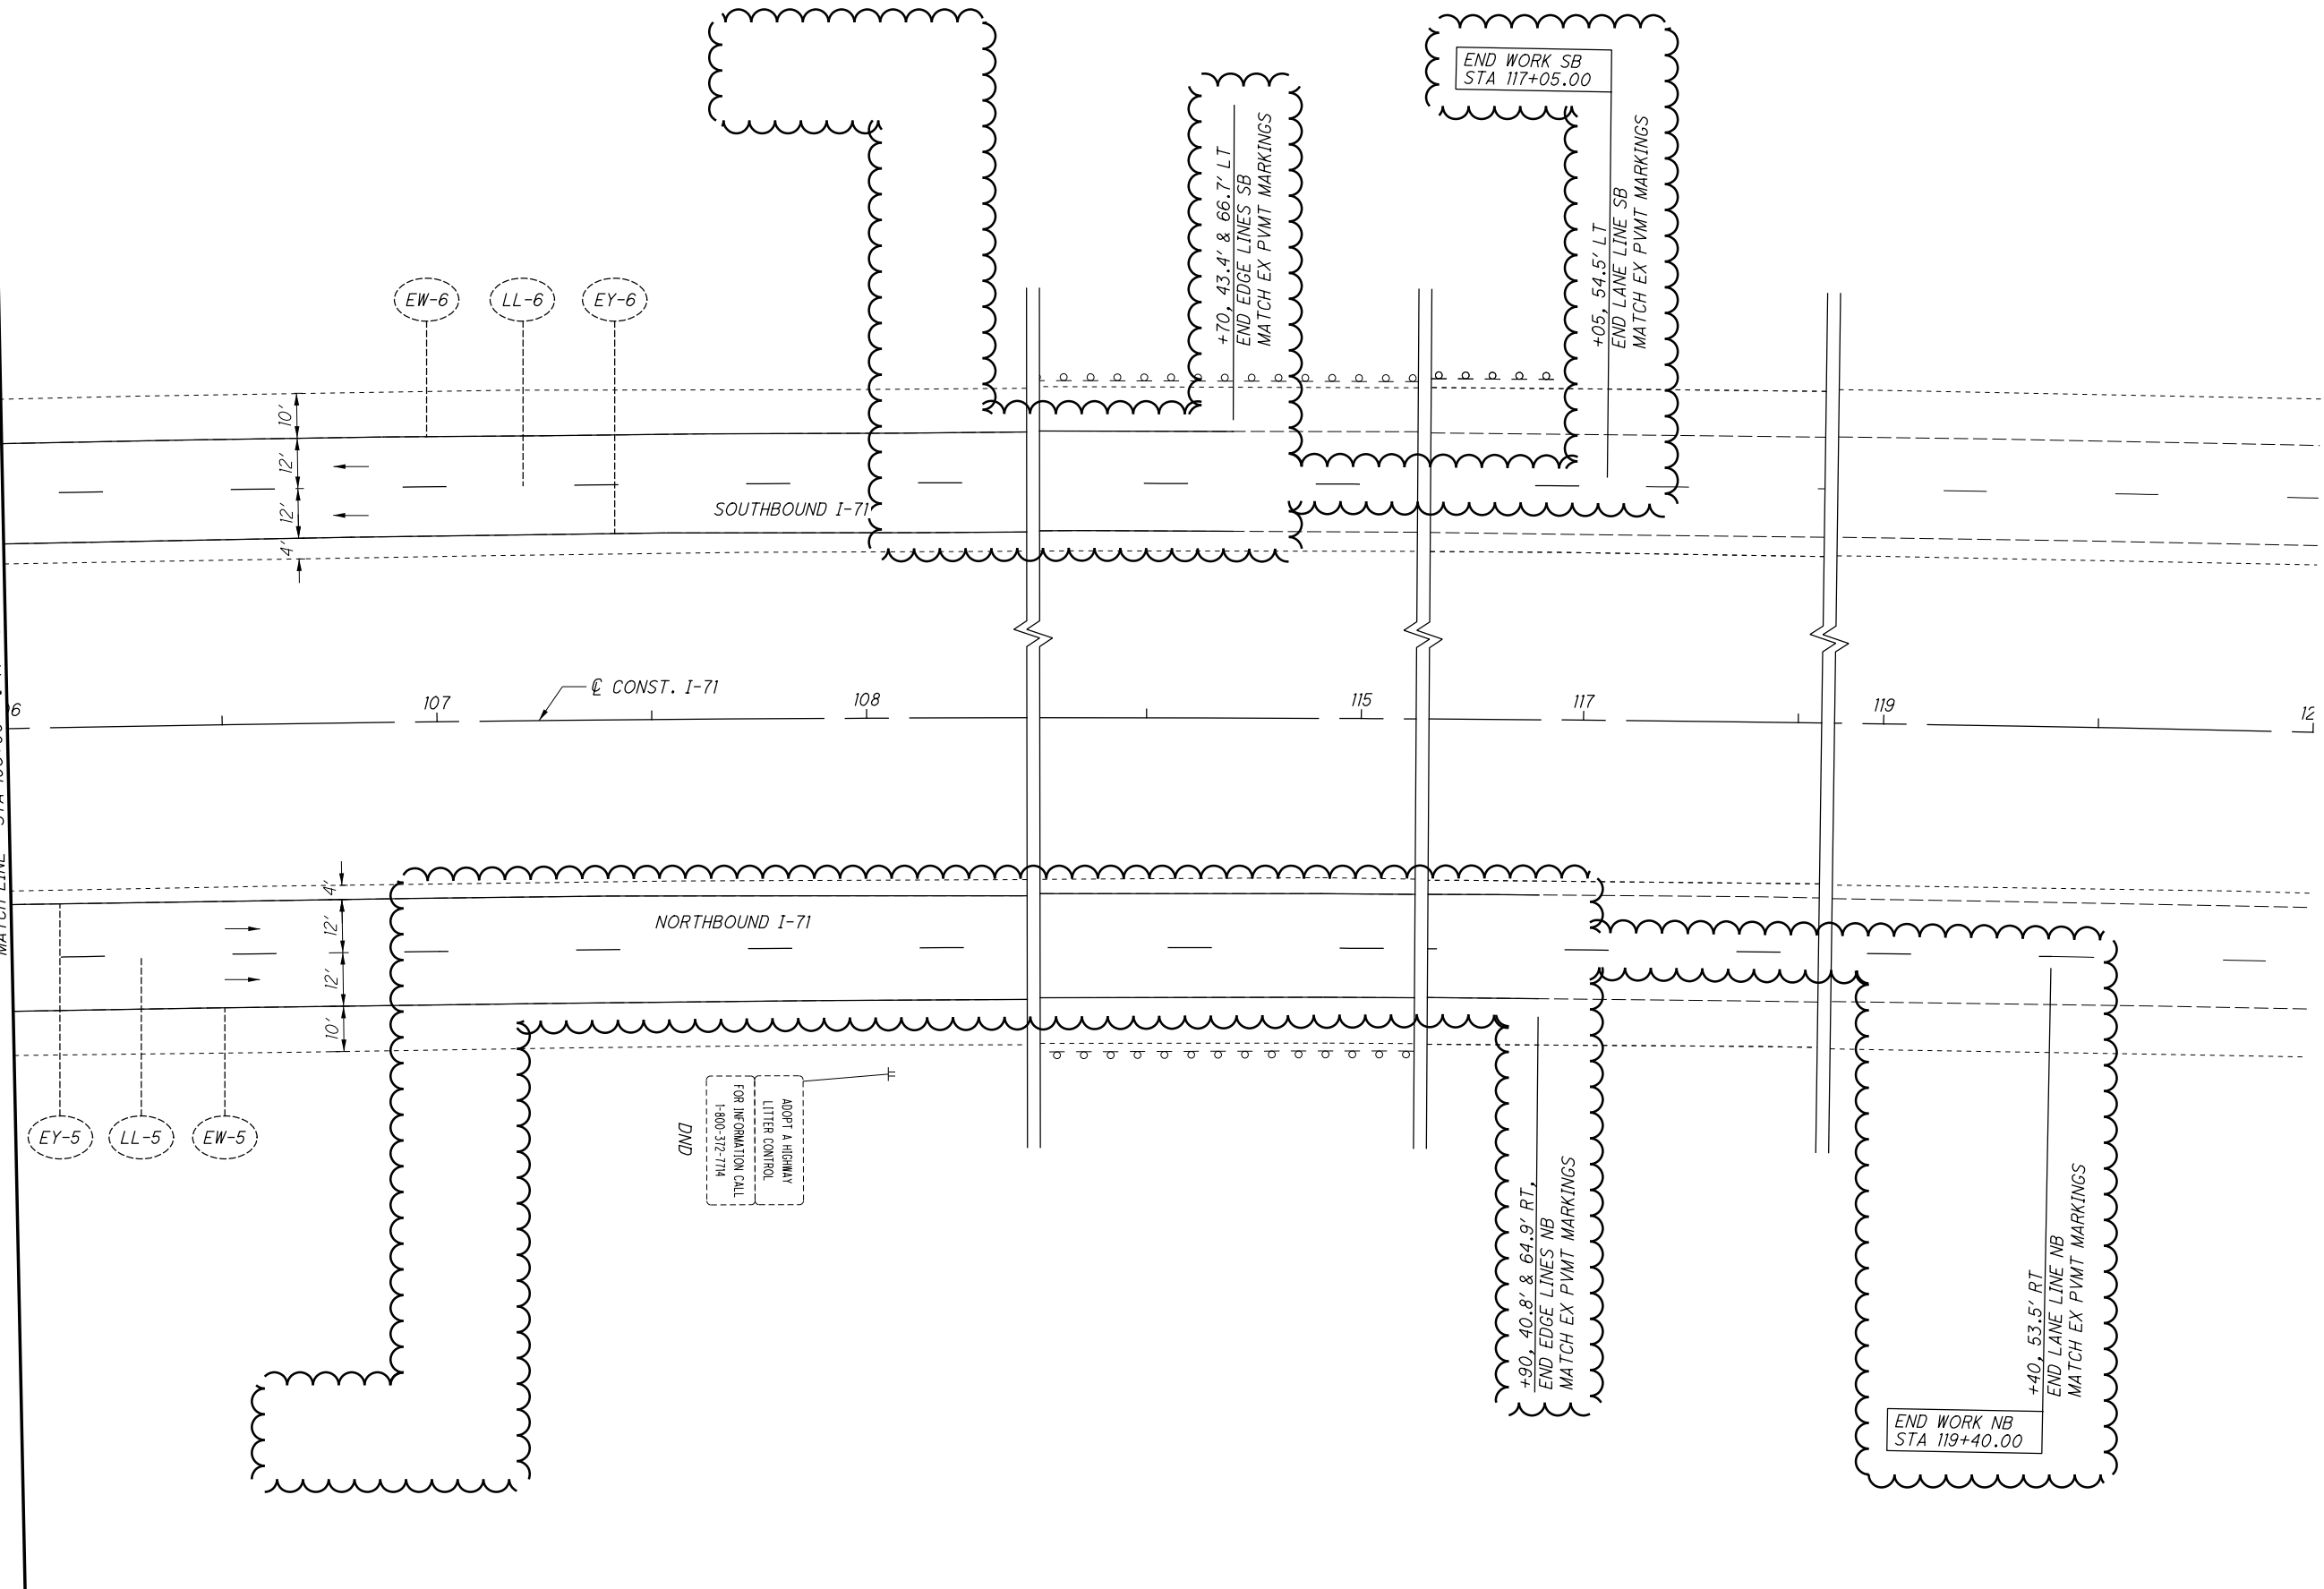 END WORK SB
STA 117+05.00
+70, 43.4' & 66.7' LT
END EDGE LINES SB
MATCH EX PVMT MARKINGS
+05, 54.5' LT
END LANE LINE SB
MATCH EX PVMT MARKINGS
EW-6
LL-6
EY-6
10'
12'
12'
4'
SOUTHBOUND I-71
℄ CONST. I-71
107
108
115
117
119
12
MATCH LINE
4'
12'
12'
10'
NORTHBOUND I-71
EY-5
LL-5
EW-5
DND
ADOPT A HIGHWAY
LITTER CONTROL
FOR INFORMATION CALL
1-800-372-7714
+90, 40.8' & 64.9' RT,
END EDGE LINES NB
MATCH EX PVMT MARKINGS
+40, 53.5' RT
END LANE LINE NB
MATCH EX PVMT MARKINGS
END WORK NB
STA 119+40.00